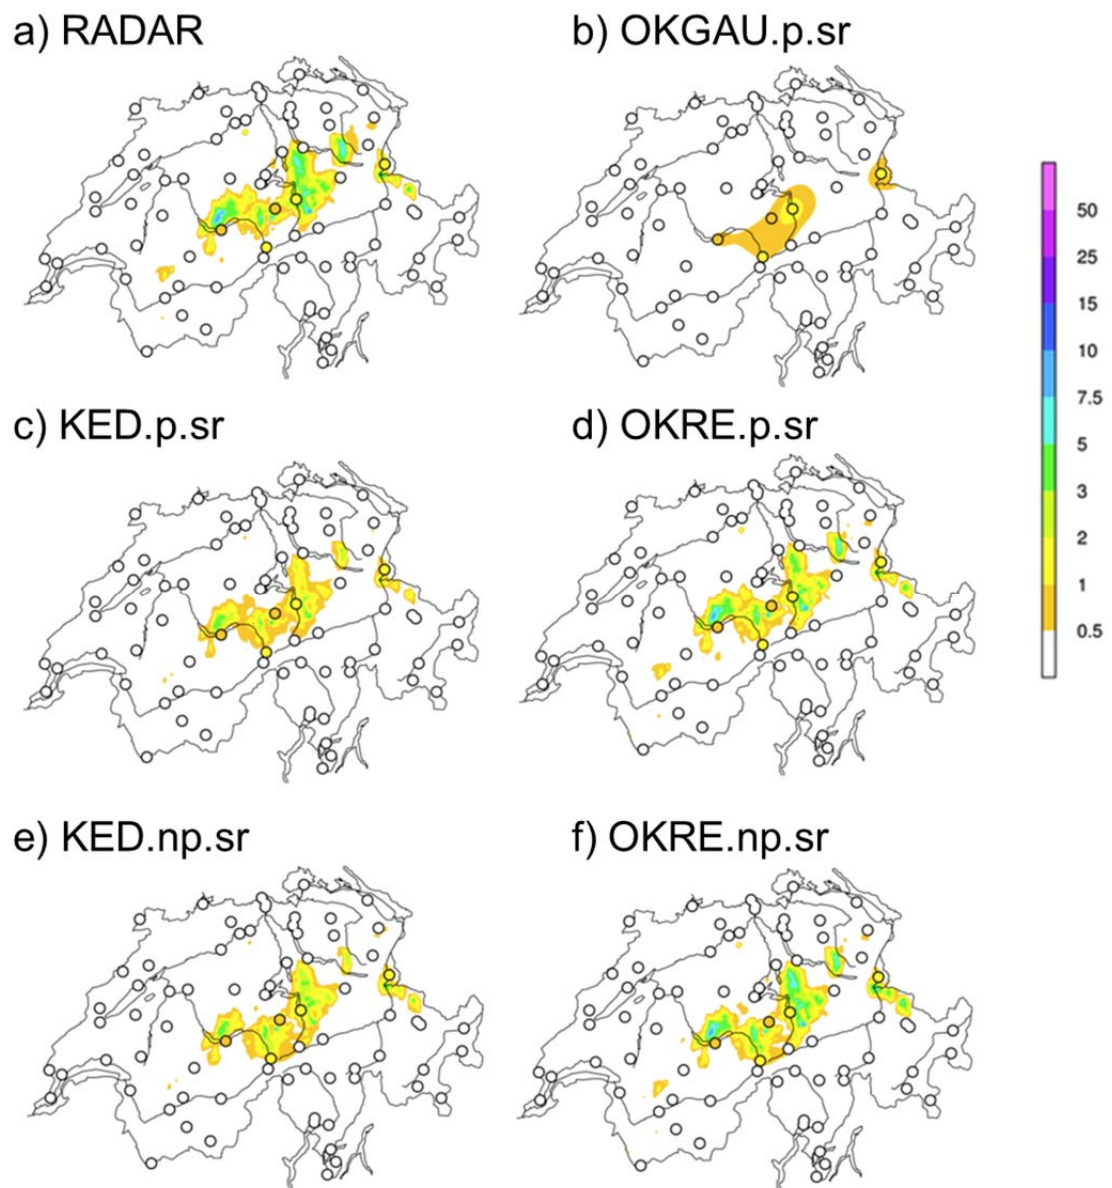 a) RADAR
b) OKGAU.p.sr
50
25
15
10
7.5
5
3
2
1
0.5
c) KED.p.sr
d) OKRE.p.sr
e) KED.np.sr
f) OKRE.np.sr